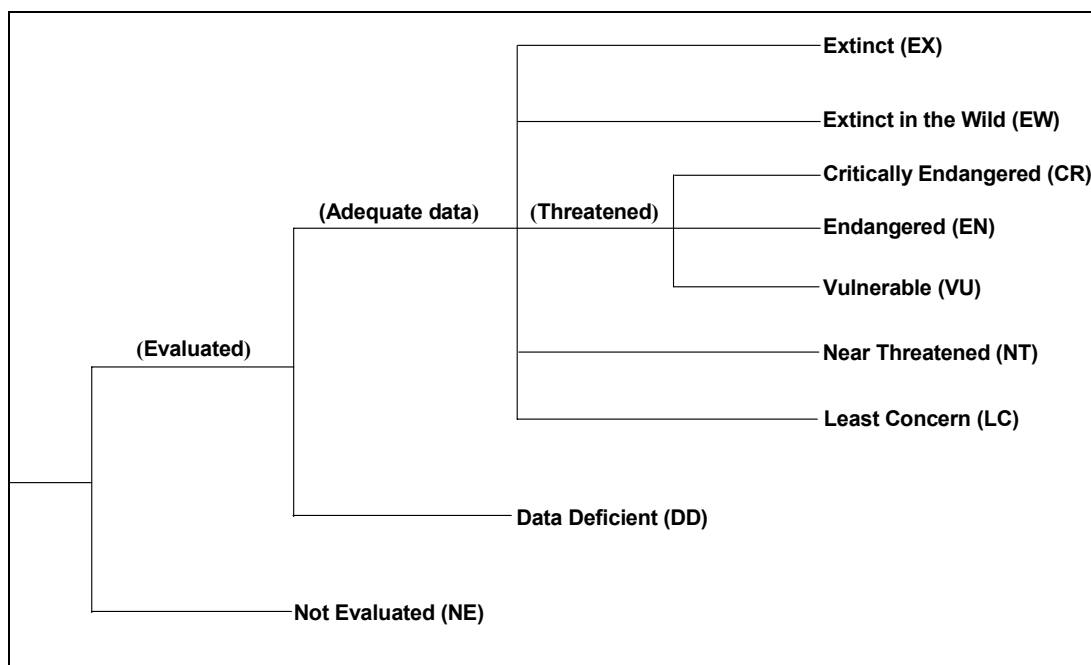 Extinct (EX)
Extinct in the Wild (EW)
Critically Endangered (CR)
(Adequate data)
(Threatened)
Endangered (EN)
Vulnerable (VU)
(Evaluated)
Near Threatened (NT)
Least Concern (LC)
Data Deficient (DD)
Not Evaluated (NE)